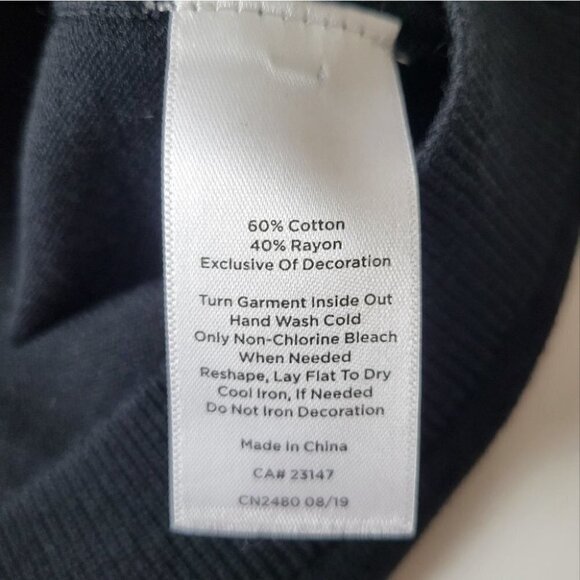 60% Cotton
40% Rayon
Exclusive Of Decoration
Turn Garment Inside Out
Hand Wash Cold
Only Non-Chlorine Bleach
When Needed
Reshape, Lay Flat To Dry
Cool Iron, If Needed
Do Not Iron Decoration
Made In China
CA# 23147
CN2480 08/19